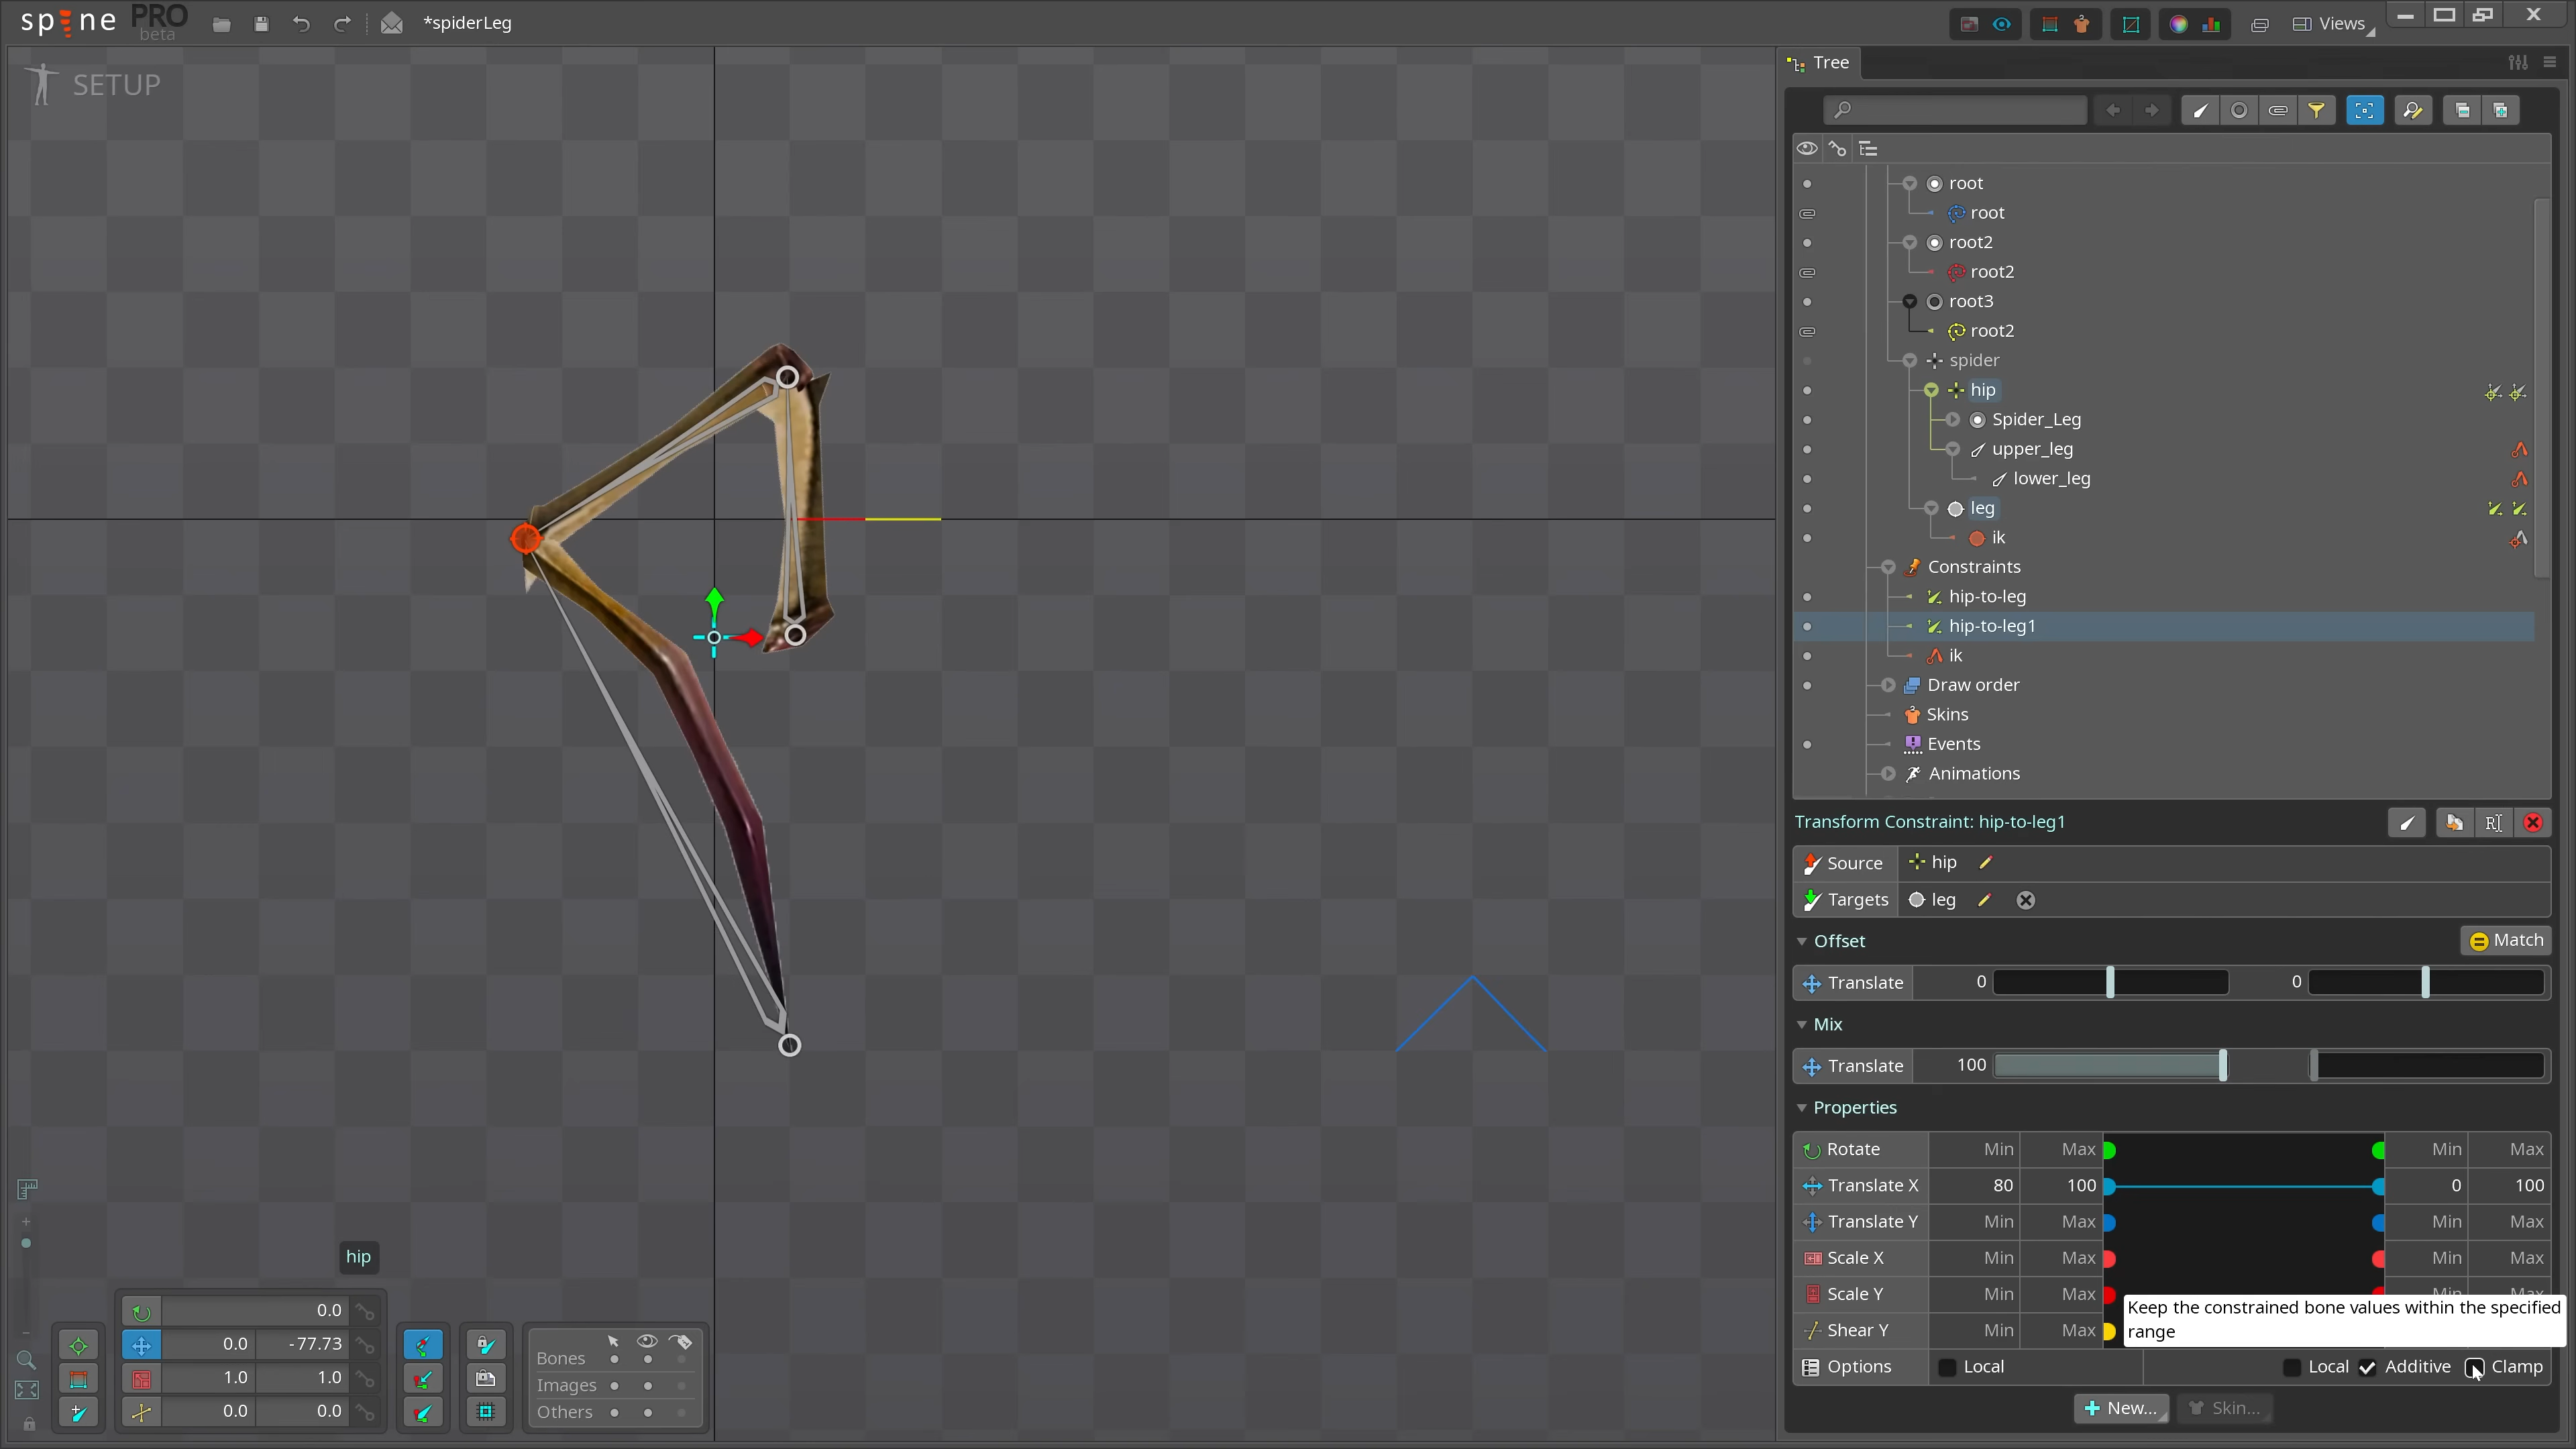 spine PRO beta
*spiderLeg
Views
SETUP
Tree
root
root
root2
root2
root3
root2
spider
hip
Spider_Leg
upper_leg
lower_leg
leg
ik
Constraints
hip-to-leg
hip-to-leg1
ik
Draw order
Skins
Events
Animations
Transform Constraint: hip-to-leg1
Source hip
Targets leg
Offset Match
Translate 0 0
Mix
Translate 100
Properties
Rotate Min Max Min Max
Translate X 80 100 0 100
Translate Y Min Max Min Max
Scale X Min Max Min Max
Scale Y Min Max
Keep the constrained bone values within the specified
range
Shear Y Min Max
Options Local Local Additive Clamp
New... Skin...
hip
0.0
0.0 -77.73
1.0 1.0
0.0 0.0
Bones
Images
Others